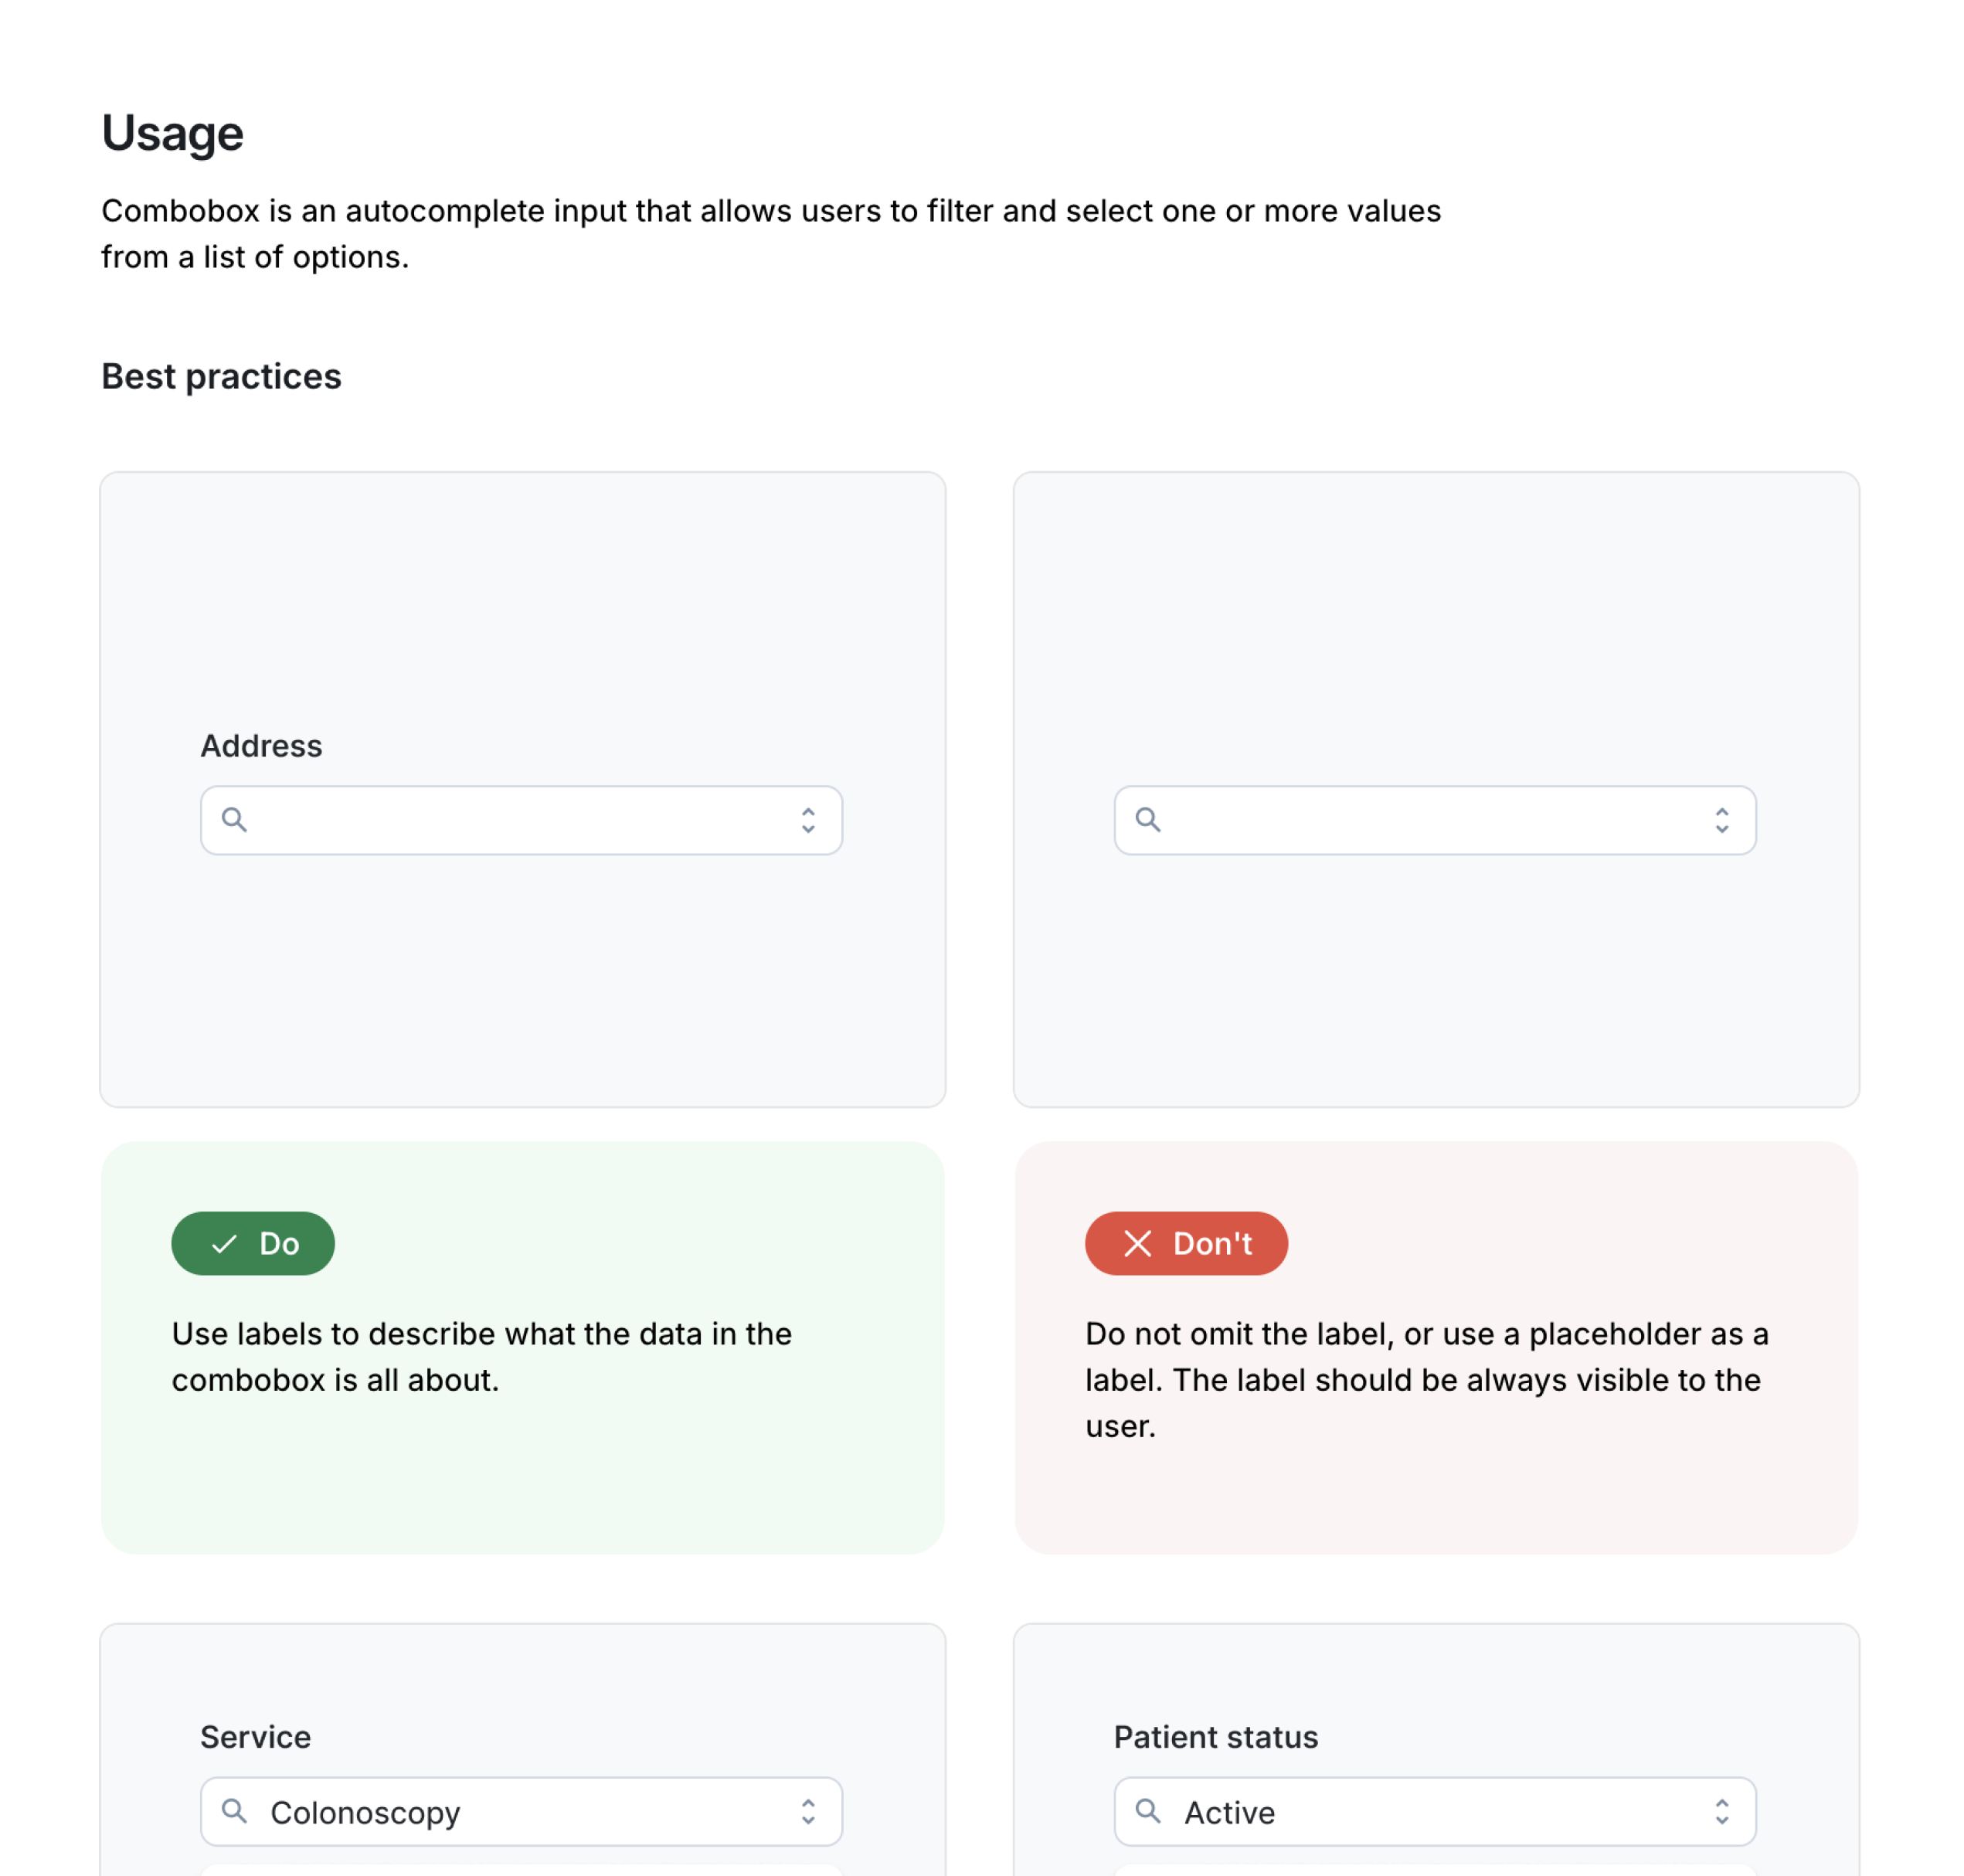 Usage
Combobox is an autocomplete input that allows users to filter and select one or more values
from a list of options.
Best practices
Address
Do
Use labels to describe what the data in the
combobox is all about.
Don't
Do not omit the label, or use a placeholder as a
label. The label should be always visible to the
user.
Service
Colonoscopy
Patient status
Active